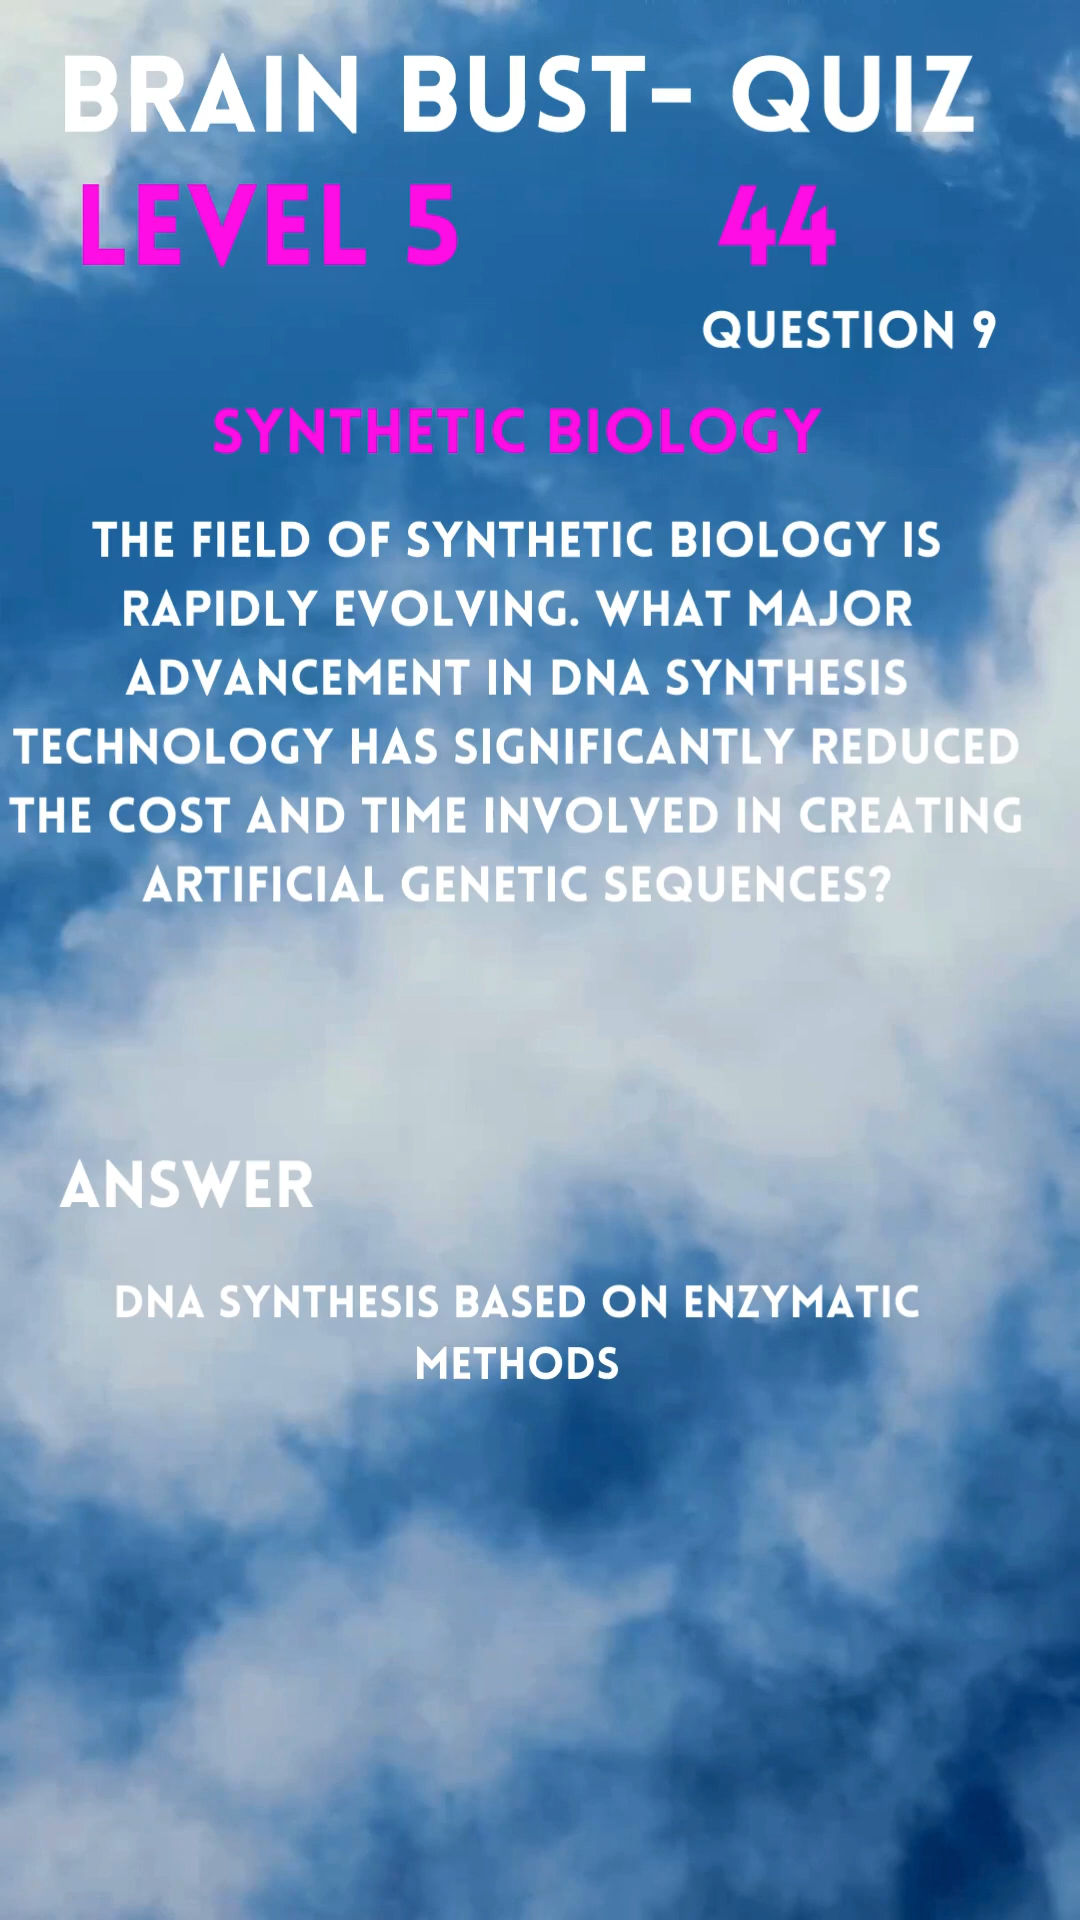 BRAIN BUST- QUIZ
LEVEL 5 44
QUESTION 9
SYNTHETIC BIOLOGY
THE FIELD OF SYNTHETIC BIOLOGY IS
RAPIDLY EVOLVING. WHAT MAJOR
ADVANCEMENT IN DNA SYNTHESIS
TECHNOLOGY HAS SIGNIFICANTLY REDUCED
THE COST AND TIME INVOLVED IN CREATING
ARTIFICIAL GENETIC SEQUENCES?
ANSWER
DNA SYNTHESIS BASED ON ENZYMATIC
METHODS